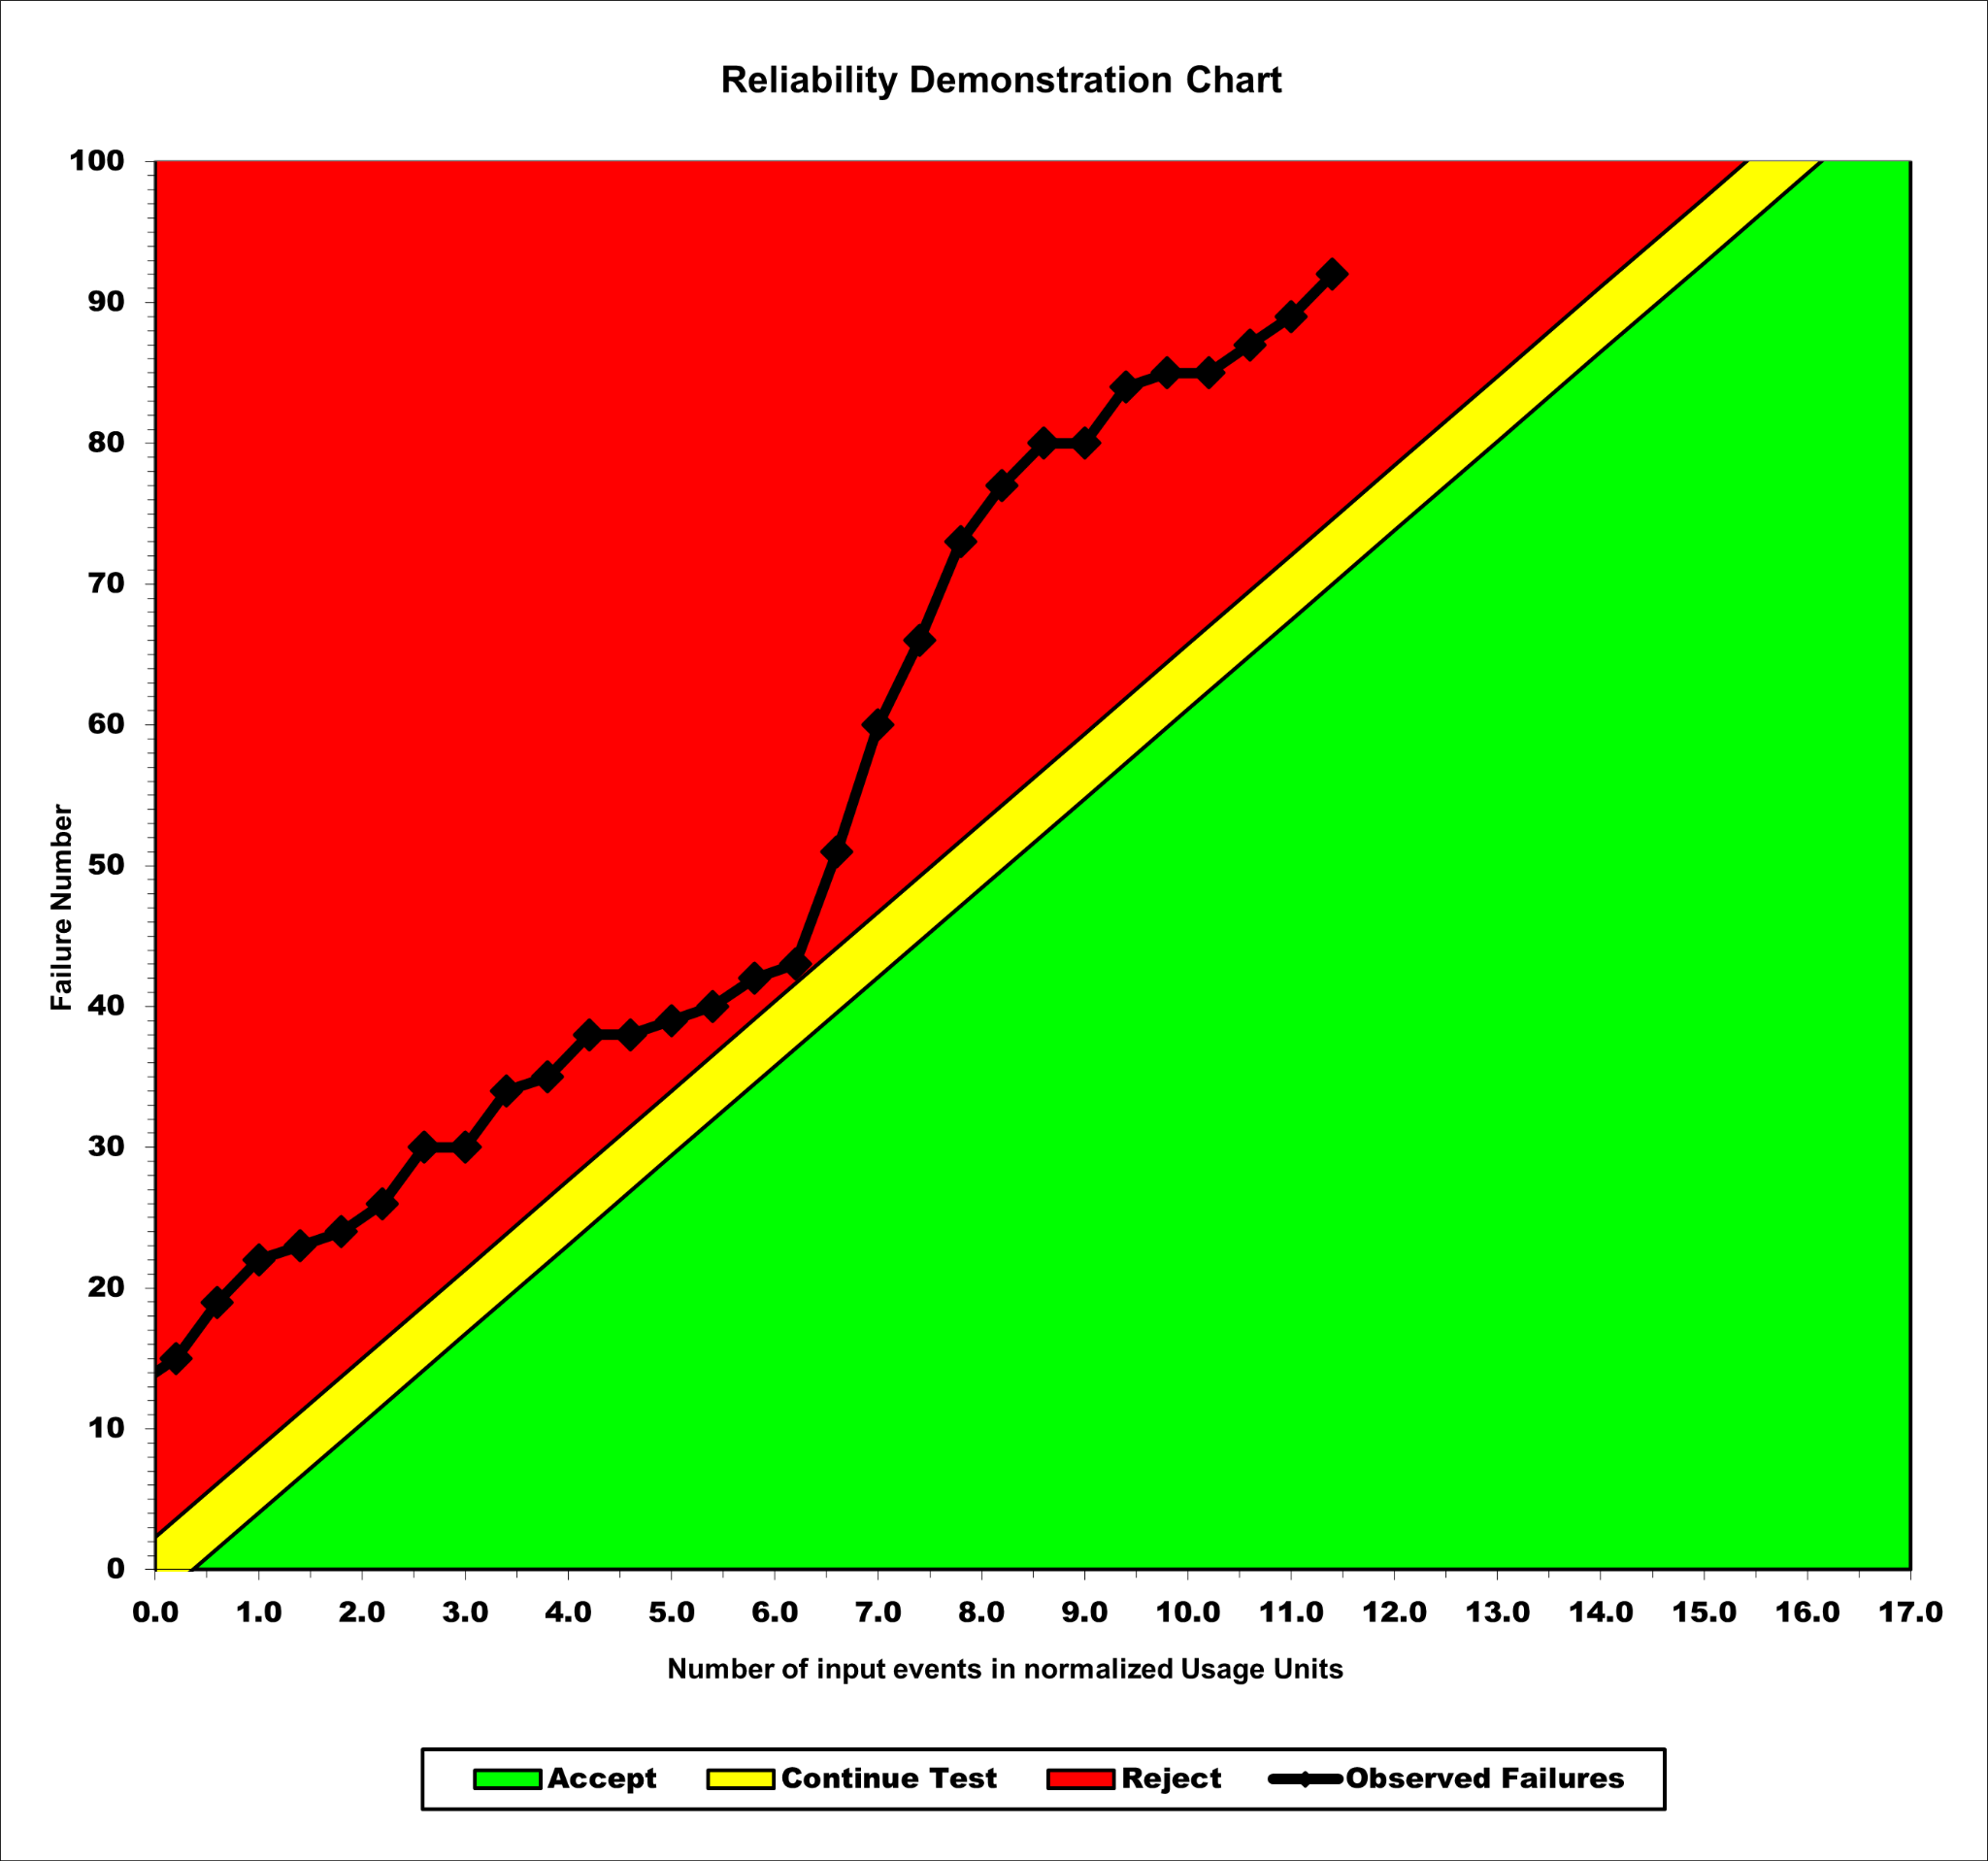 Reliability Demonstration Chart
100
90
80
70
60
50
40
30
20
10
0
Failure Number
0.0 1.0 2.0 3.0 4.0 5.0 6.0 7.0 8.0 9.0 10.0 11.0 12.0 13.0 14.0 15.0 16.0 17.0
Number of input events in normalized Usage Units
Accept Continue Test Reject Observed Failures